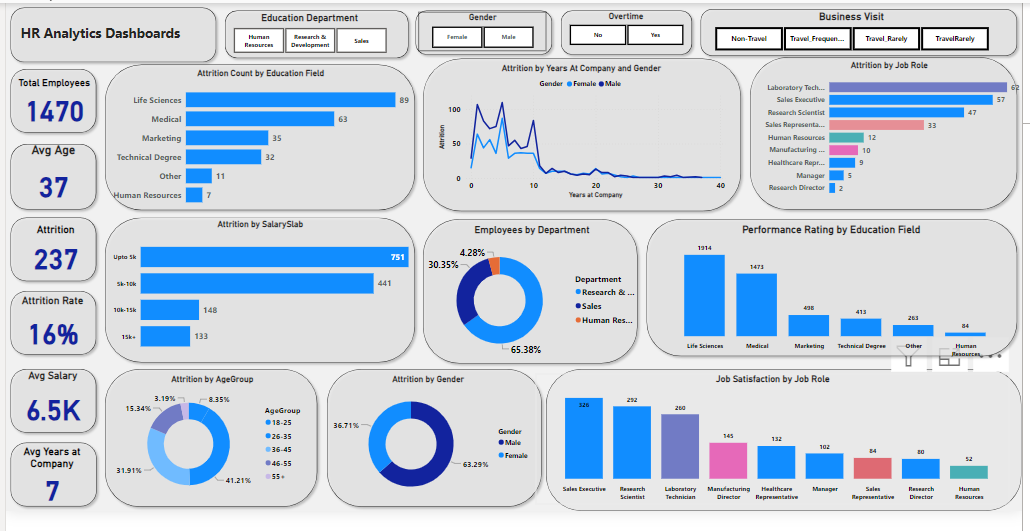 HR Analytics Dashboards
Education Department
Human Resources
Research & Development
Sales
Gender
Female
Male
Overtime
No
Yes
Business Visit
Non-Travel
Travel_Frequen...
Travel_Rarely
TravelRarely
Total Employees
1470
Avg Age
37
Attrition
237
Attrition Rate
16%
Avg Salary
6.5K
Avg Years at
Company
7
Attrition Count by Education Field
Life Sciences 89
Medical 63
Marketing 35
Technical Degree 32
Other 11
Human Resources 7
Attrition by Years At Company and Gender
Gender Female Male
Attrition
100
50
0
0 10 20 30 40
Years at Company
Attrition by Job Role
Laboratory Tech... 62
Sales Executive 57
Research Scientist 47
Sales Representa... 33
Human Resources 12
Manufacturing ... 10
Healthcare Repr... 9
Manager 5
Research Director 2
Attrition by SalarySlab
Upto 5k 751
5k-10k 441
10k-15k 148
15k+ 133
Employees by Department
4.28%
30.35%
65.38%
Department
Research & ...
Sales
Human Res...
Performance Rating by Education Field
1914 1473 498 413 263 84
Life Sciences Medical Marketing Technical Degree Other Human
Resources
Attrition by AgeGroup
3.19% 8.35%
15.34%
31.91%
41.21%
AgeGroup
18-25
26-35
36-45
46-55
55+
Attrition by Gender
36.71%
63.29%
Gender
Male
Female
Job Satisfaction by Job Role
326 292 260 145 132 102 84 80 52
Sales Executive Research Laboratory Manufacturing Healthcare Manager Sales Research Human
Scientist Technician Director Representative Representative Director Resources